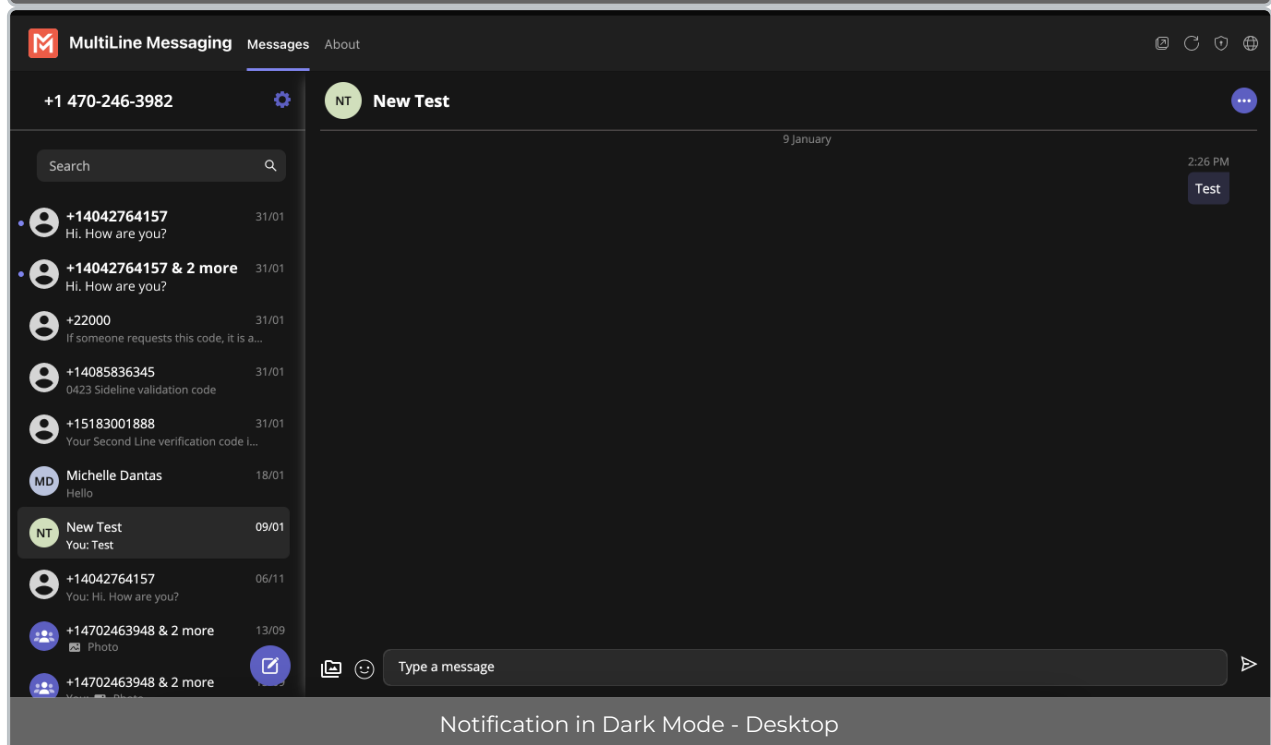 MultiLine Messaging Messages About
+1 470-246-3982
NT New Test
9 January
2:26 PM
Test
Search
+14042764157 31/01
Hi. How are you?
+14042764157 & 2 more 31/01
Hi. How are you?
+22000 31/01
If someone requests this code, it is a...
+14085836345 31/01
0423 Sideline validation code
+15183001888 31/01
Your Second Line verification code i...
MD Michelle Dantas 18/01
Hello
NT New Test 09/01
You: Test
+14042764157 06/11
You: Hi. How are you?
+14702463948 & 2 more 13/09
Photo
+14702463948 & 2 more
Type a message
Notification in Dark Mode - Desktop